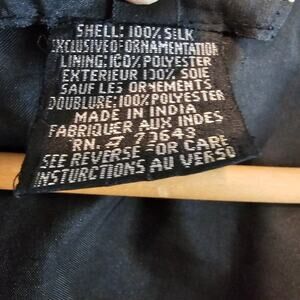 SHELL: 100% SILK
EXCLUSIVE OF ORNAMENTATION
LINING: 100% POLYESTER
EXTERIEUR 100% SOIE
SAUF LES ORNEMENTS
DOUBLURE: 100% POLYESTER
MADE IN INDIA
FABRIQUER AUX INDES
RN. 73643
SEE REVERSE FOR CARE
INSTURCTIONS AU VERSO